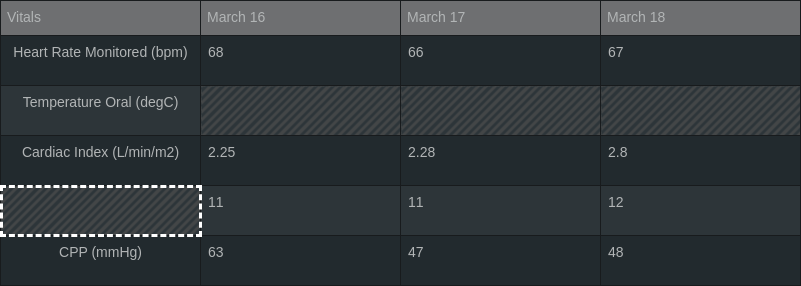 Vitals March 16 March 17 March 18
Heart Rate Monitored (bpm) 68 66 67
Temperature Oral (degC)
Cardiac Index (L/min/m2) 2.25 2.28 2.8
11 11 12
CPP (mmHg) 63 47 48